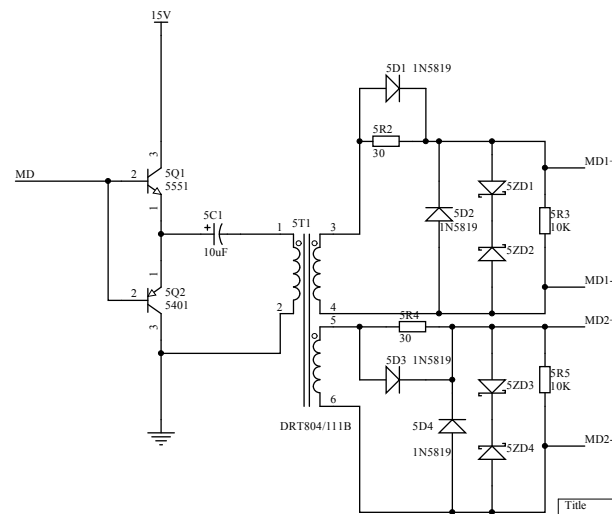 15V
5D1 1N5819
5R2
30
MD
3
2
5Q1
5551
1
MD1+
5ZD1
5C1
+
10uF
5T1
1
3
5D2
1N5819
5R3
10K
5ZD2
1
2
5Q2
5401
3
2
4
MD1-
5R4
30
5
MD2+
5D3 1N5819
5ZD3
5R5
10K
6
DRT804/111B
5D4
1N5819
5ZD4
MD2-
Title